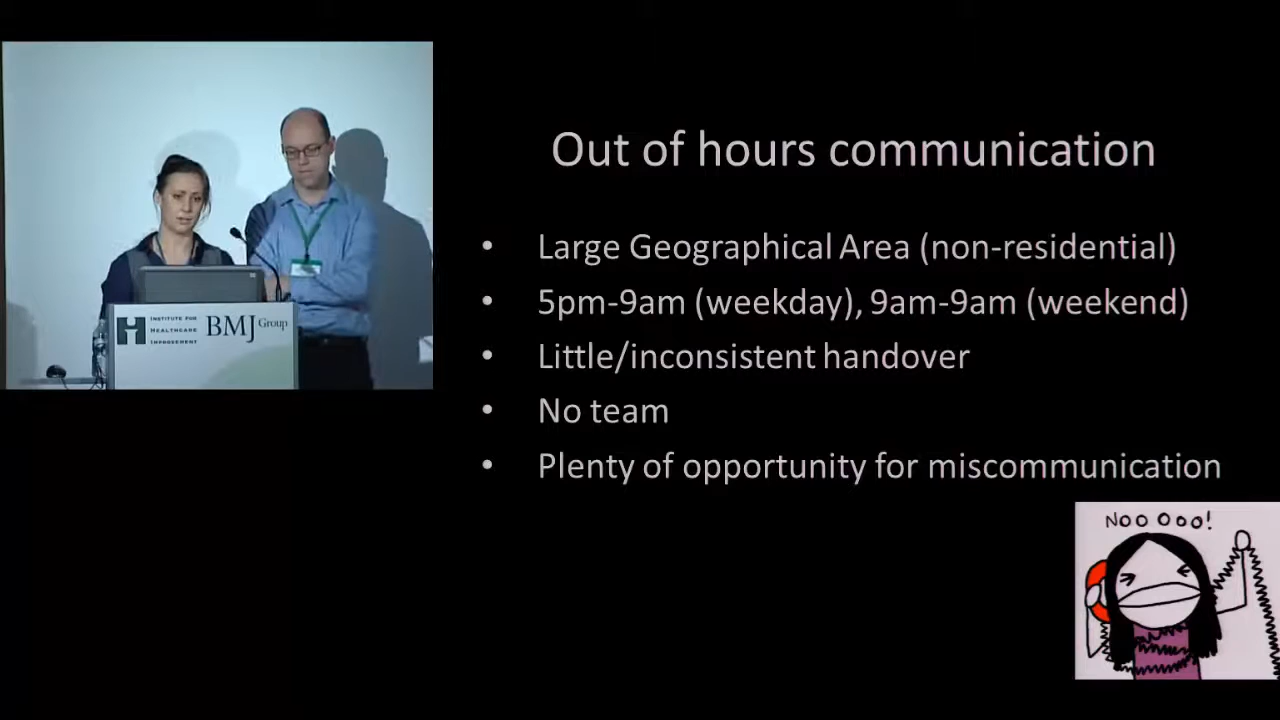 Out of hours communication
• Large Geographical Area (non-residential)
• 5pm-9am (weekday), 9am-9am (weekend)
• Little/inconsistent handover
• No team
• Plenty of opportunity for miscommunication
Noo Ooo!
H
INSTITUTE FOR
HEALTHCARE
IMPROVEMENT
BMJ Group